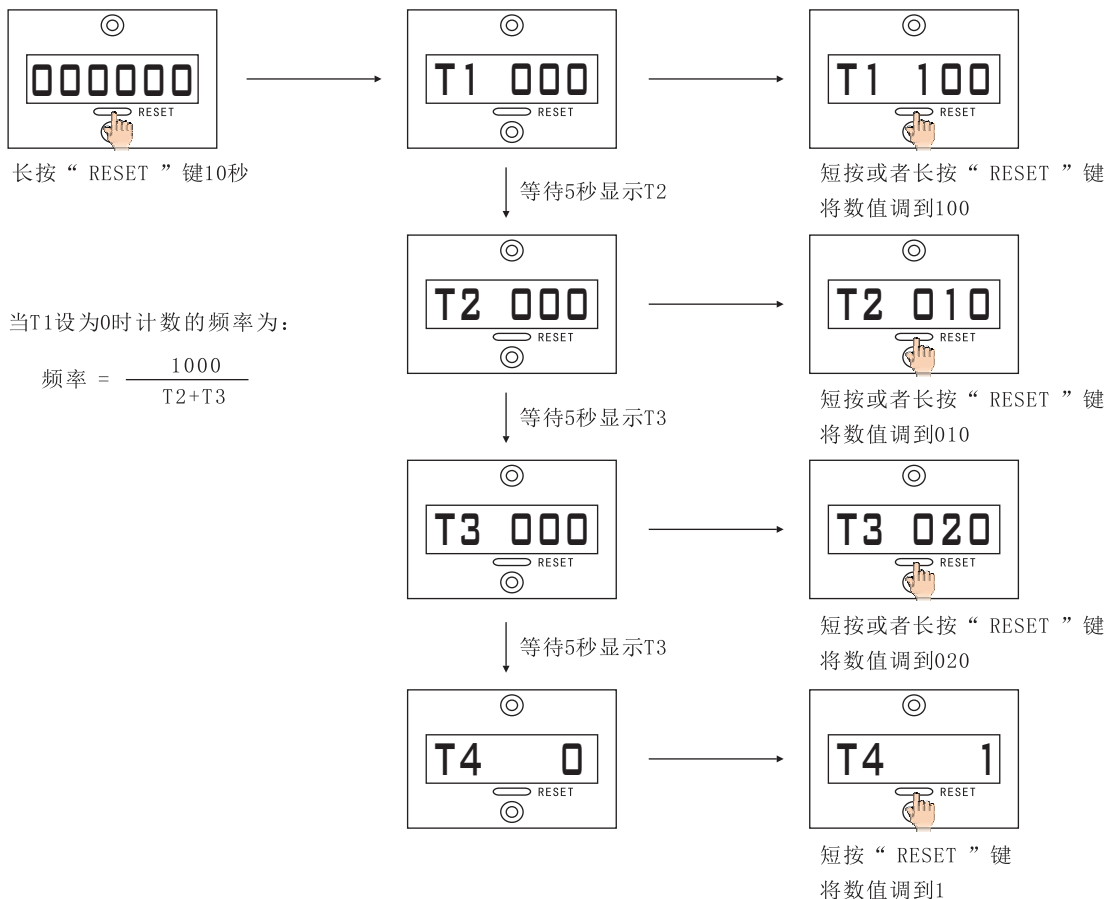 000000
RESET
长按“ RESET ”键10秒
T1 000
RESET
T1 100
RESET
短按或者长按“ RESET ”键
将数值调到100
等待5秒显示T2
T2 000
RESET
T2 010
RESET
短按或者长按“ RESET ”键
将数值调到010
当T1设为0时计数的频率为:
频率 = 1000
T2+T3
等待5秒显示T3
T3 000
RESET
T3 020
RESET
短按或者长按“ RESET ”键
将数值调到020
等待5秒显示T3
T4 0
RESET
T4 1
RESET
短按“ RESET ”键
将数值调到1